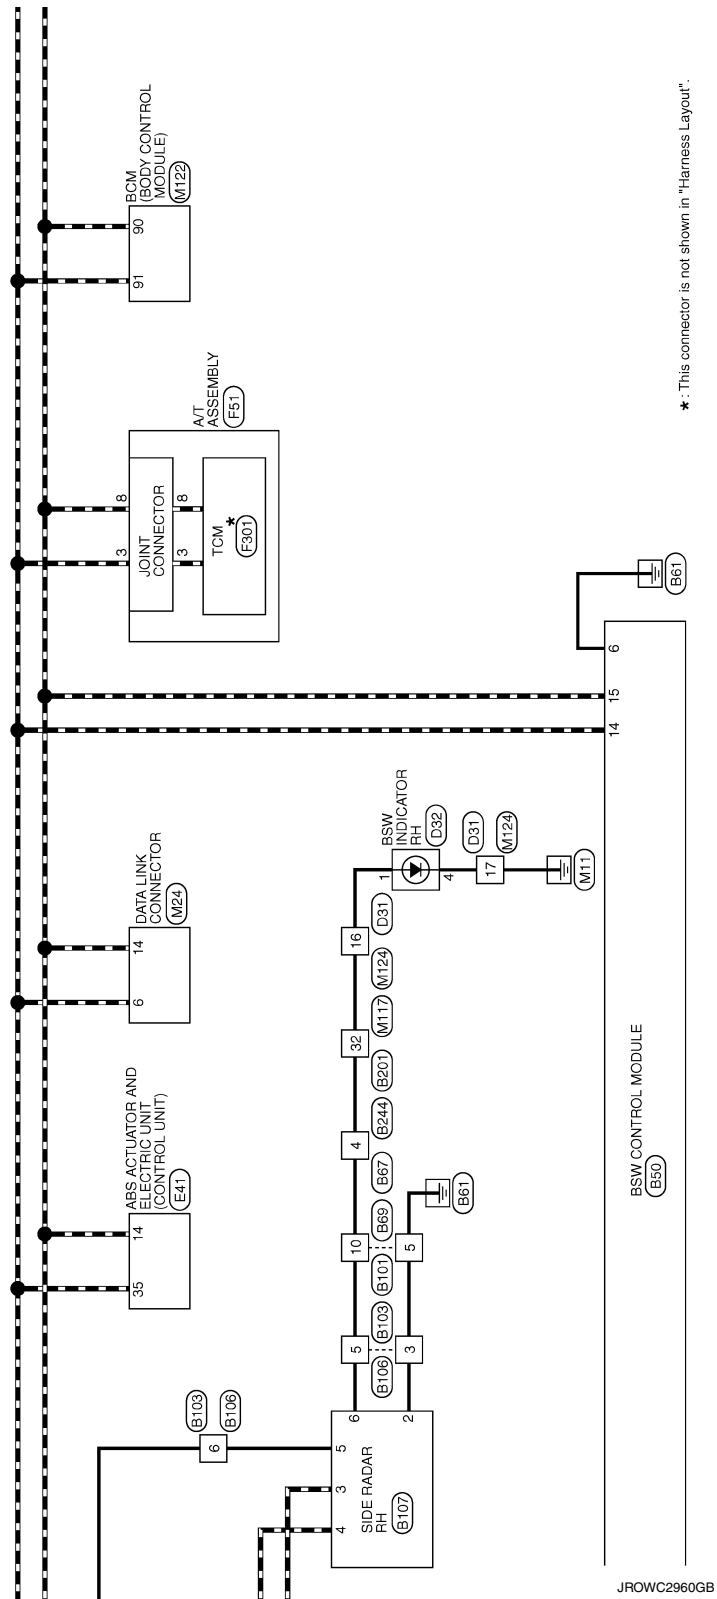 BCM
(BODY CONTROL
MODULE)
M122
90
91
A/T
ASSEMBLY
F51
8
3
JOINT
CONNECTOR
8
3
TCM
*
F301
*: This connector is not shown in "Harness Layout".
B61
6
15
14
BSW CONTROL MODULE
B50
DATA LINK
CONNECTOR
M24
14
6
BSW
INDICATOR
RH
D32
1
4
D31
M124
17
M11
D31
16
M124
M117
32
B201
B244
4
B67
B69
10
5
B101
B61
B103
5
3
B106
ABS ACTUATOR AND
ELECTRIC UNIT
(CONTROL UNIT)
E41
14
35
B103
B106
6
6
2
5
3
4
SIDE RADAR
RH
B107
JROWC2960GB